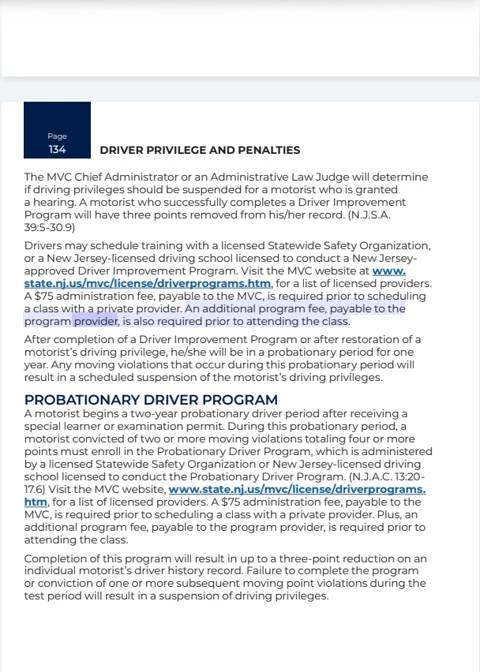 Page
134
DRIVER PRIVILEGE AND PENALTIES
The MVC Chief Administrator or an Administrative Law Judge will determine
if driving privileges should be suspended for a motorist who is granted
a hearing. A motorist who successfully completes a Driver Improvement
Program will have three points removed from his/her record. (N.J.S.A.
39:5-30.9)
Drivers may schedule training with a licensed Statewide Safety Organization,
or a New Jersey-licensed driving school licensed to conduct a New Jersey-
approved Driver Improvement Program. Visit the MVC website at www.
state.nj.us/mvc/license/driverprograms.htm, for a list of licensed providers.
A $75 administration fee, payable to the MVC, is required prior to scheduling
a class with a private provider. An additional program fee, payable to the
program provider, is also required prior to attending the class.
After completion of a Driver Improvement Program or after restoration of a
motorist's driving privilege, he/she will be in a probationary period for one
year. Any moving violations that occur during this probationary period will
result in a scheduled suspension of the motorist's driving privileges.
PROBATIONARY DRIVER PROGRAM
A motorist begins a two-year probationary driver period after receiving a
special learner or examination permit. During this probationary period, a
motorist convicted of two or more moving violations totaling four or more
points must enroll in the Probationary Driver Program, which is administered
by a licensed Statewide Safety Organization or New Jersey-licensed driving
school licensed to conduct the Probationary Driver Program. (N.J.A.C. 13:20-
17.6) Visit the MVC website, www.state.nj.us/mvc/license/driverprograms.
htm, for a list of licensed providers. A $75 administration fee, payable to the
MVC, is required prior to scheduling a class with a private provider. Plus, an
additional program fee, payable to the program provider, is required prior to
attending the class.
Completion of this program will result in up to a three-point reduction on an
individual motorist's driver history record. Failure to complete the program
or conviction of one or more subsequent moving point violations during the
test period will result in a suspension of driving privileges.